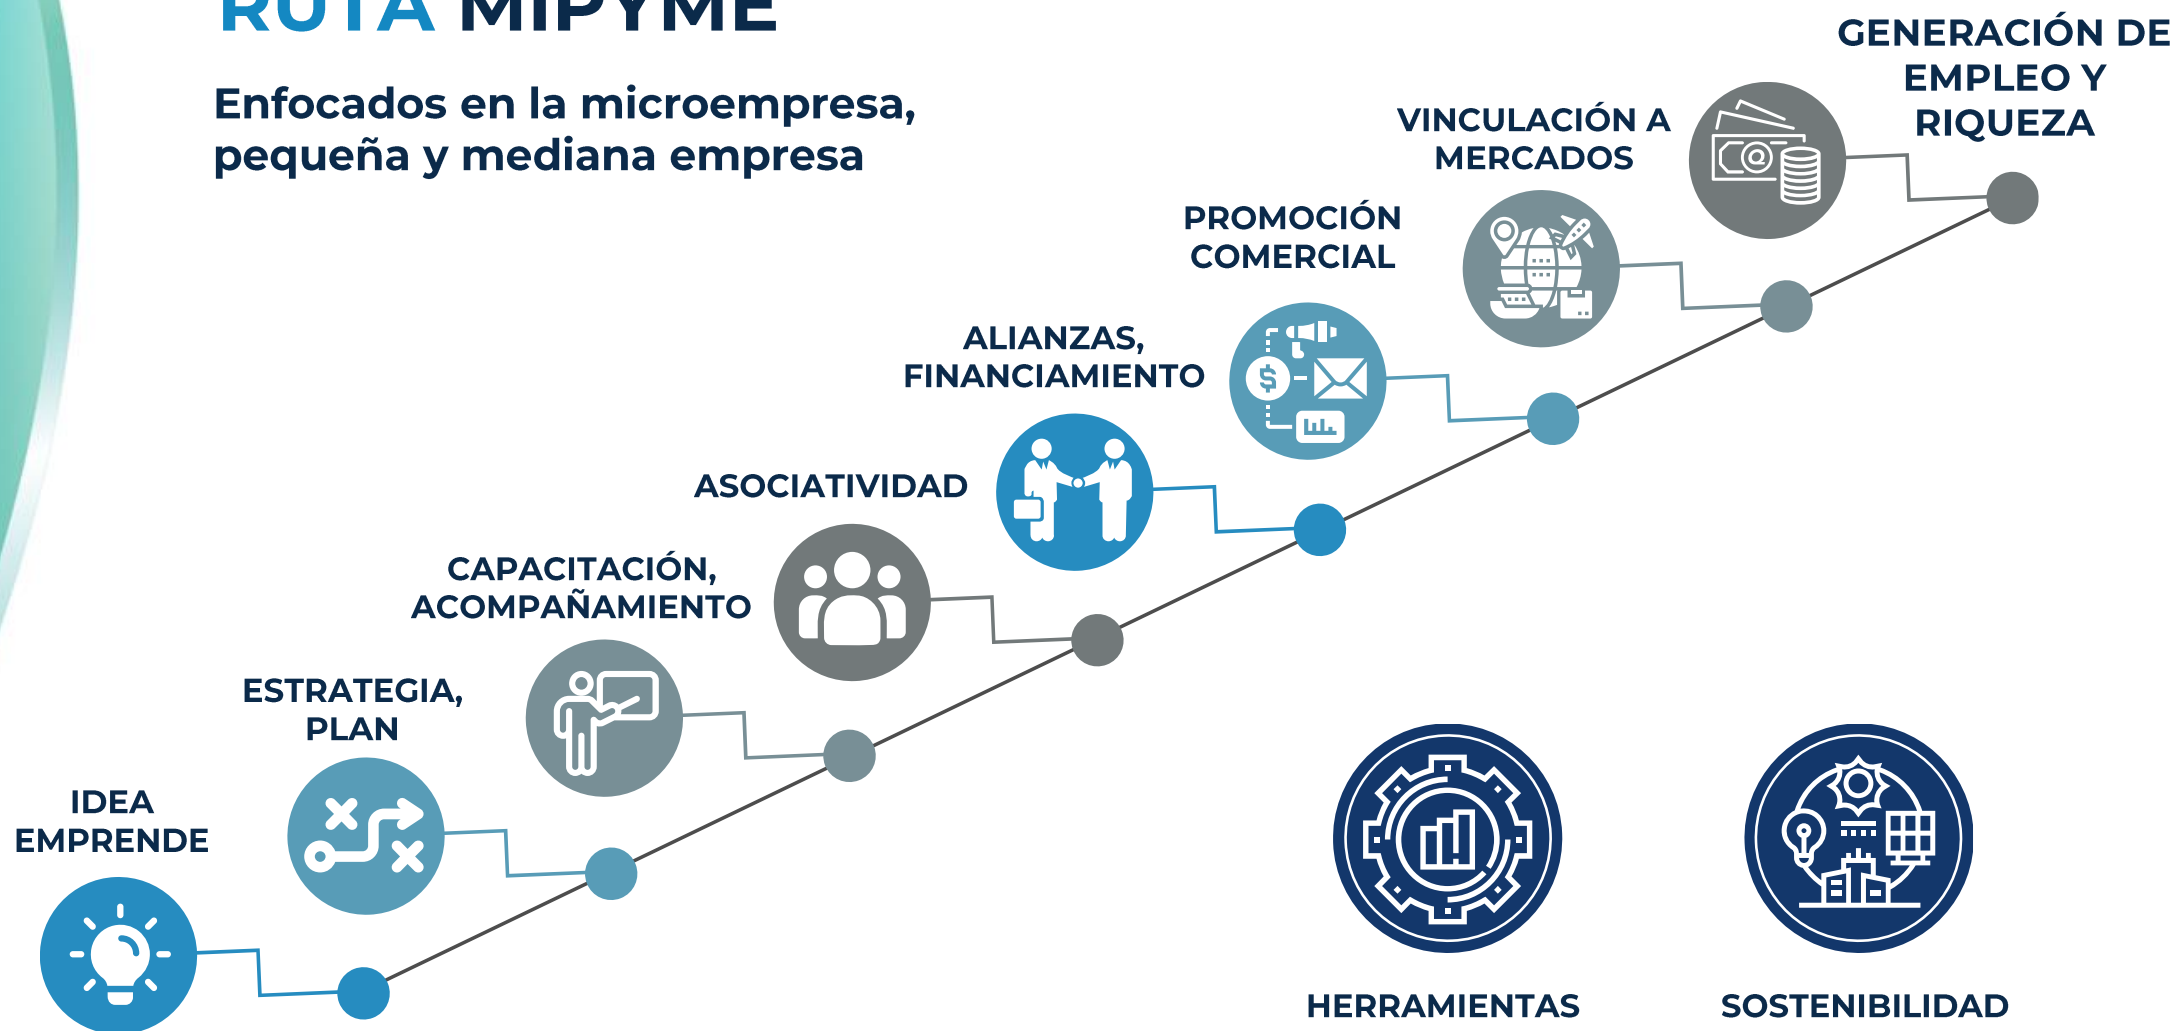 RUTA MIPYME
Enfocados en la microempresa,
pequeña y mediana empresa
IDEA
EMPRENDE
ESTRATEGIA,
PLAN
CAPACITACIÓN,
ACOMPAÑAMIENTO
ASOCIATIVIDAD
ALIANZAS,
FINANCIAMIENTO
PROMOCIÓN
COMERCIAL
VINCULACIÓN A
MERCADOS
GENERACIÓN DE
EMPLEO Y
RIQUEZA
HERRAMIENTAS
SOSTENIBILIDAD